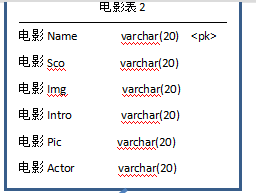 电影表 2
电影 Name varchar(20) <pk>
电影 Sco varchar(20)
电影 Img varchar(20)
电影 Intro varchar(20)
电影 Pic varchar(20)
电影 Actor varchar(20)